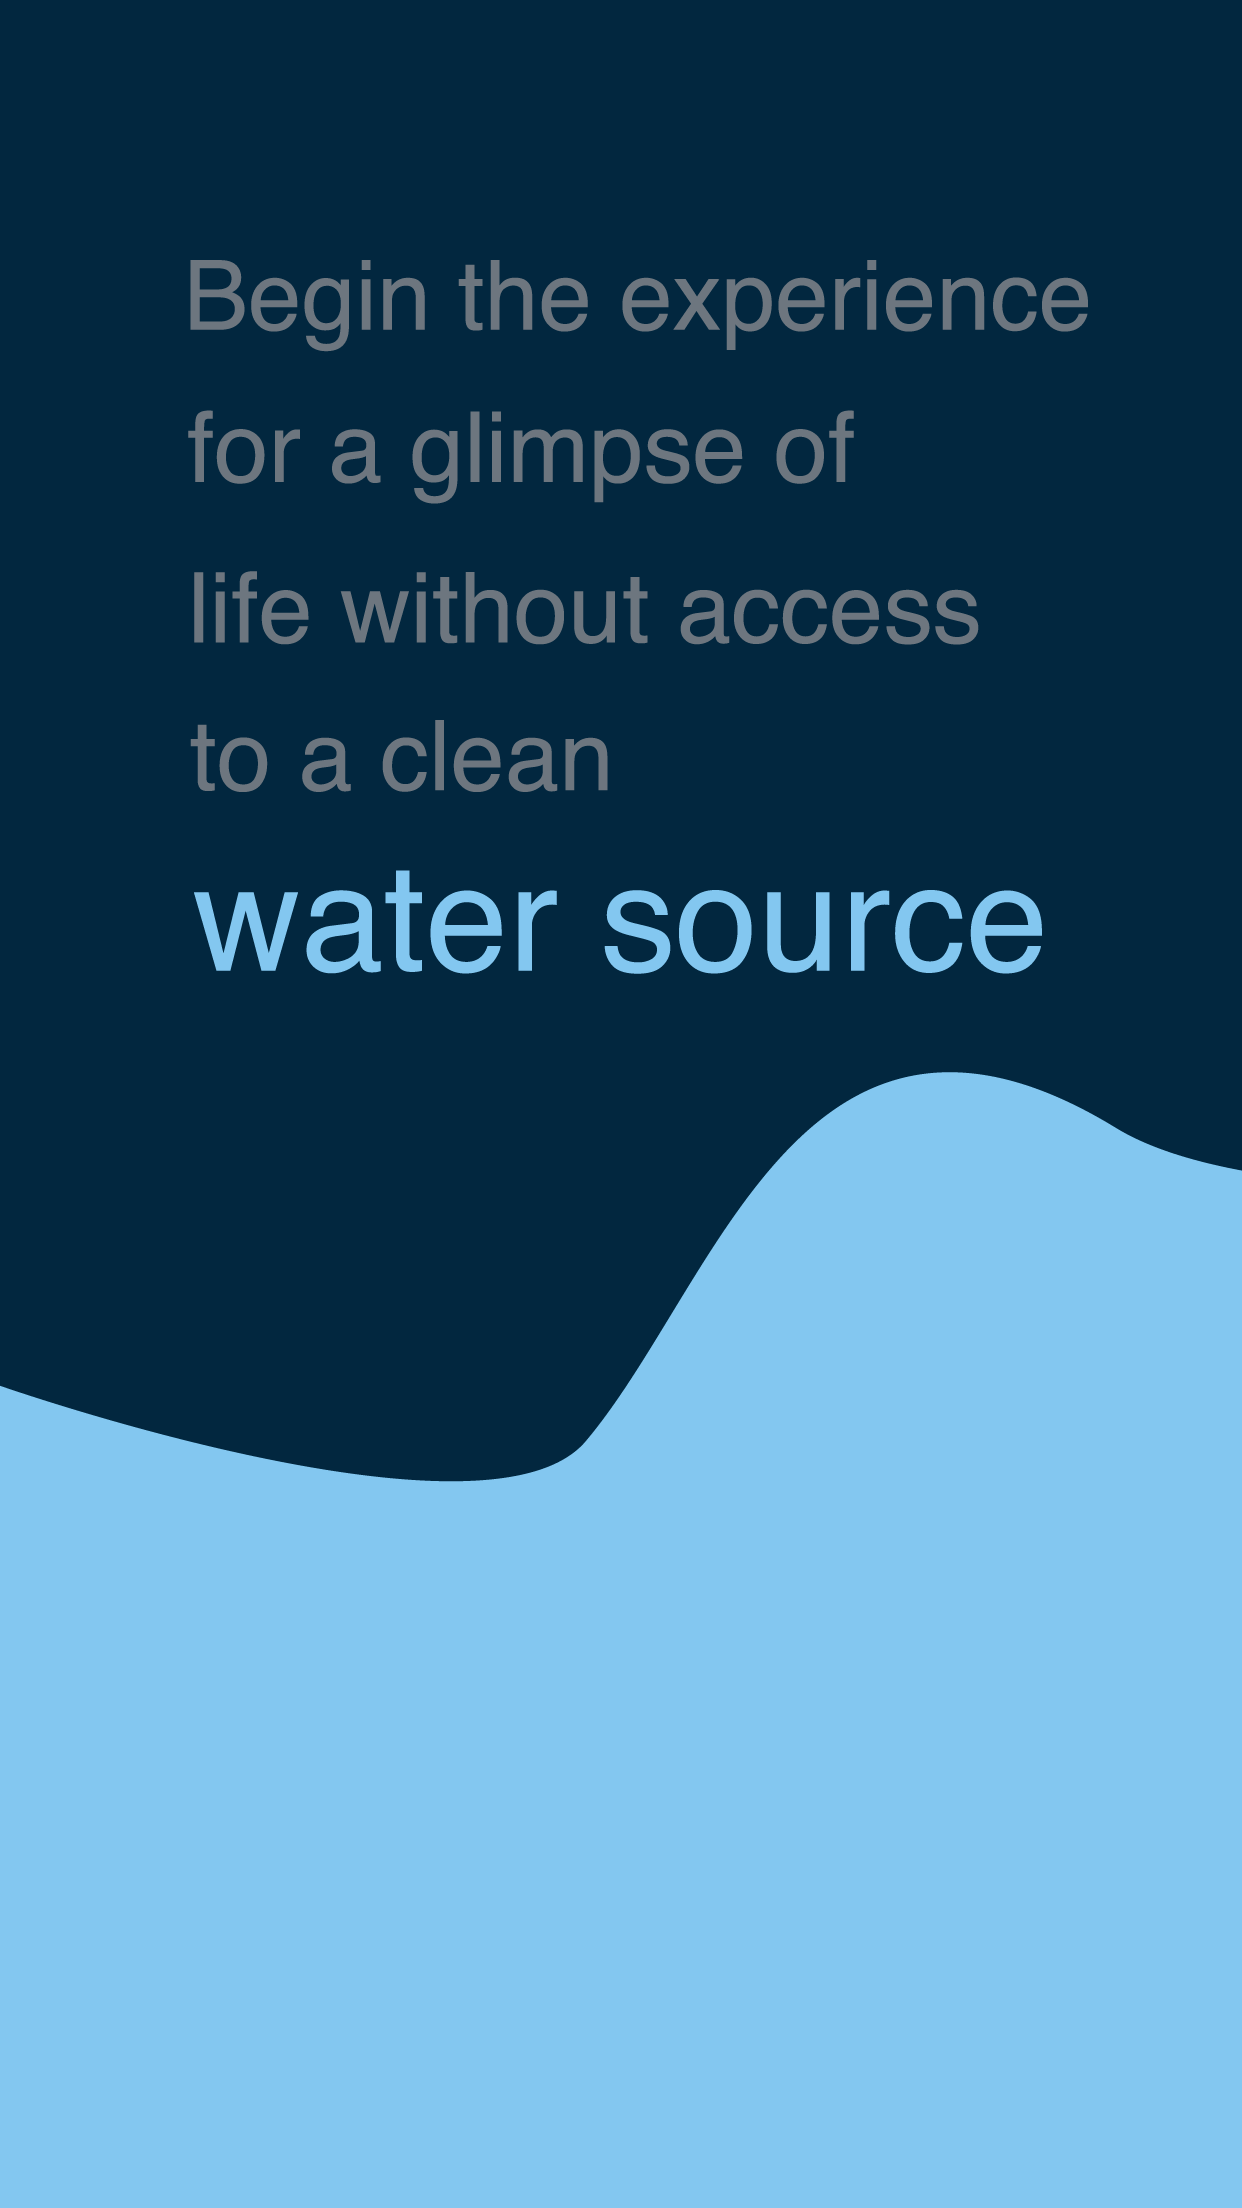 Begin the experience
for a glimpse of
life without access
to a clean
water source